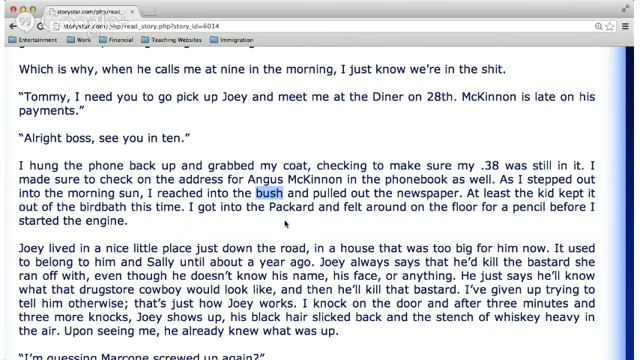 storystar.com/php/read_s
storystar.com/php/read_story.php?story_id=6014
Entertainment Work Financial Teaching Websites Immigration
Which is why, when he calls me at nine in the morning, I just know we're in the shit.
“Tommy, I need you to go pick up Joey and meet me at the Diner on 28th. McKinnon is late on his
payments.”
“Alright boss, see you in ten.”
I hung the phone back up and grabbed my coat, checking to make sure my .38 was still in it. I
made sure to check on the address for Angus McKinnon in the phonebook as well. As I stepped out
into the morning sun, I reached into the bush and pulled out the newspaper. At least the kid kept it
out of the birdbath this time. I got into the Packard and felt around on the floor for a pencil before I
started the engine.
Joey lived in a nice little place just down the road, in a house that was too big for him now. It used
to belong to him and Sally until about a year ago. Joey always says that he'd kill the bastard she
ran off with, even though he doesn't know his name, his face, or anything. He just says he'll know
what that drugstore cowboy would look like, and then he'll kill that bastard. I've given up trying to
tell him otherwise; that's just how Joey works. I knock on the door and after three minutes and
three more knocks, Joey shows up, his black hair slicked back and the stench of whiskey heavy in
the air. Upon seeing me, he already knew what was up.
“I'm guessing Marcone screwed up again?”